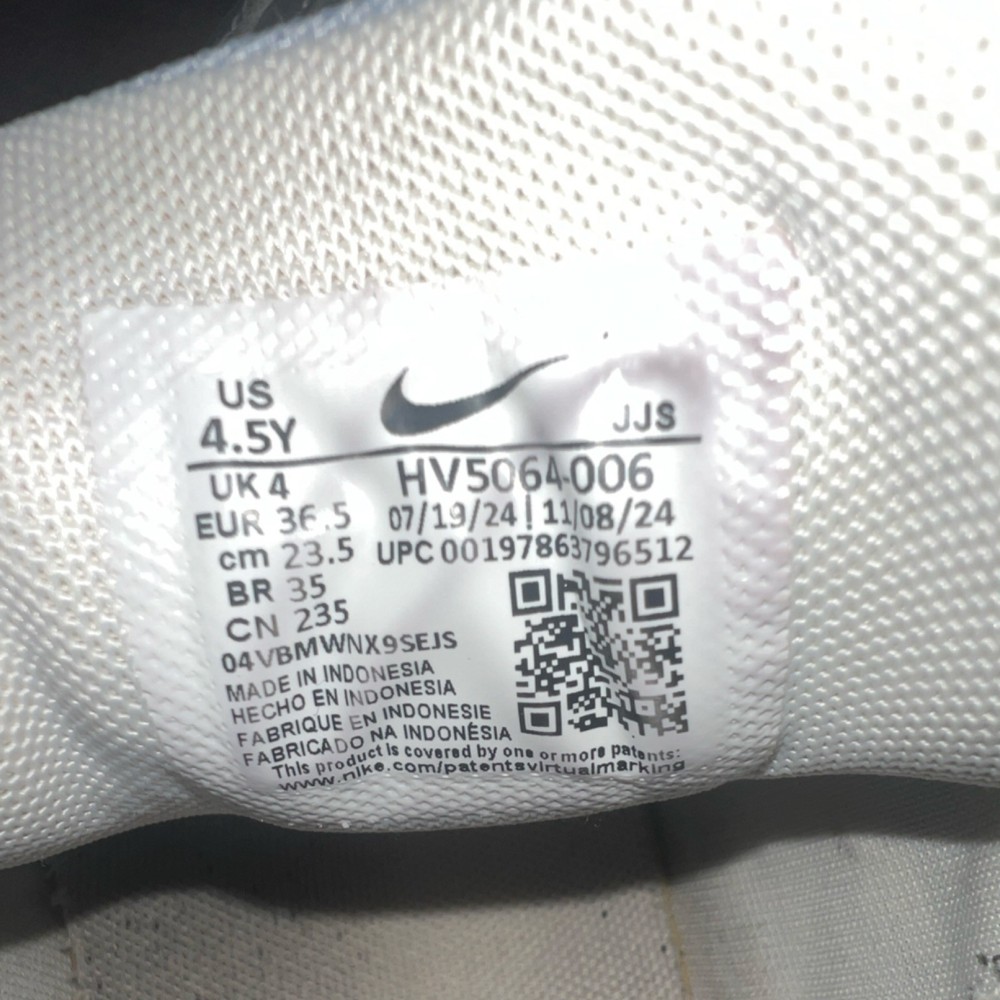 US
4.5Y
JJS
UK 4
EUR 36.5
cm 23.5
BR 35
CN 235
HV5064-006
07/19/24 | 11/08/24
UPC 00197863796512
04VBMWNX9SEJS
MADE IN INDONESIA
HECHO EN INDONESIA
FABRIQUE EN INDONESIE
FABRICADO NA INDONÉSIA
This product is covered by one or more patents:
www.nike.com/patentsvirtualmarking